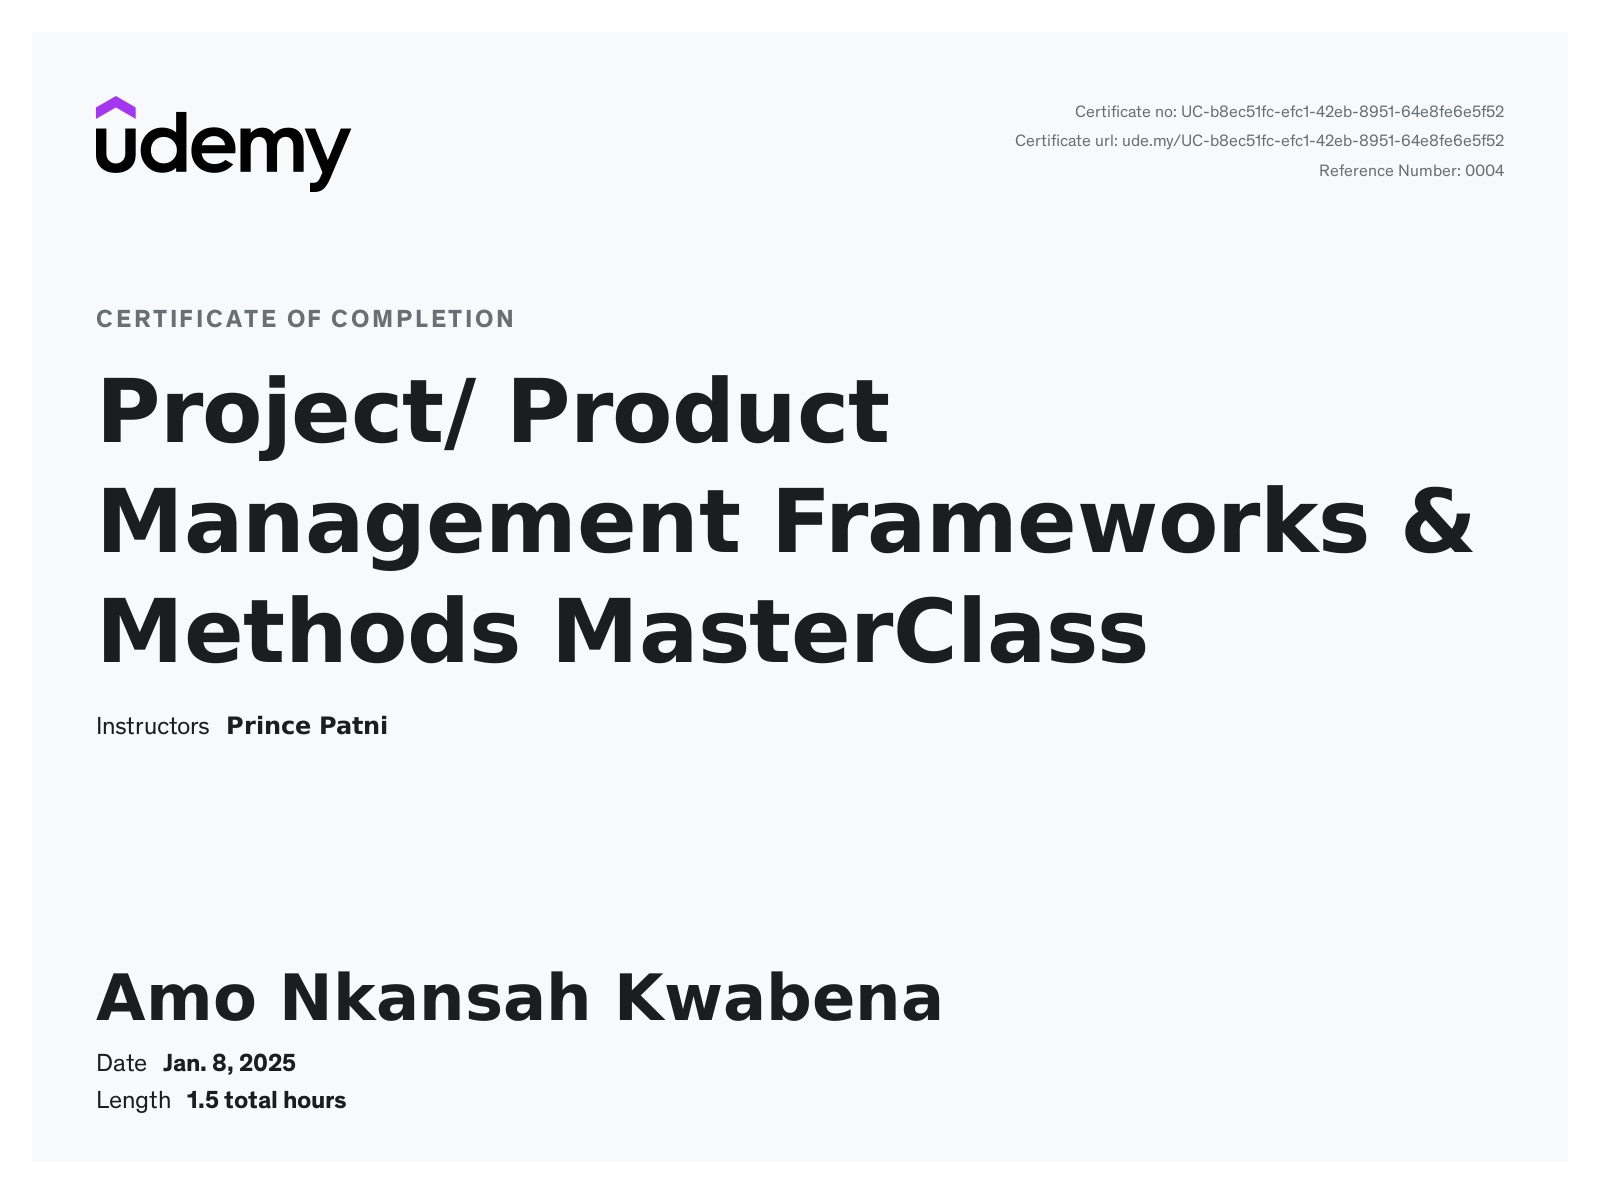 udemy
Certificate no: UC-b8ec51fc-efc1-42eb-8951-64e8fe6e5f52
Certificate url: ude.my/UC-b8ec51fc-efc1-42eb-8951-64e8fe6e5f52
Reference Number: 0004
CERTIFICATE OF COMPLETION
Project/ Product
Management Frameworks &
Methods MasterClass
Instructors Prince Patni
Amo Nkansah Kwabena
Date Jan. 8, 2025
Length 1.5 total hours